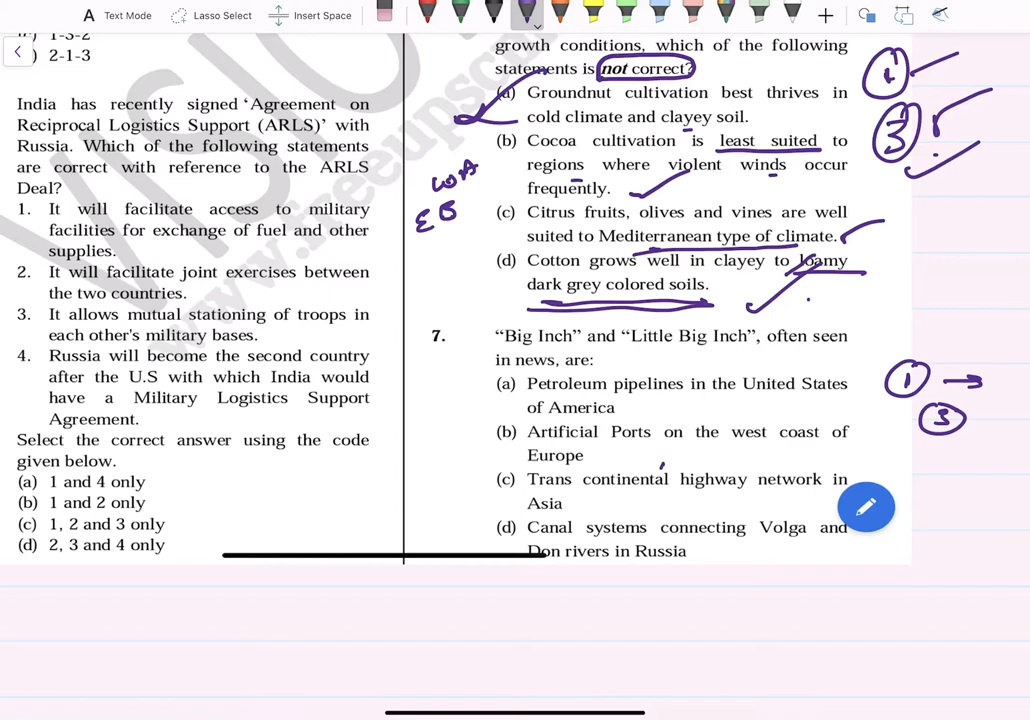 A Text Mode
Lasso Select
Insert Space
1-3-2
) 2-1-3
India has recently signed ‘Agreement on
Reciprocal Logistics Support (ARLS)’ with
Russia. Which of the following statements
are correct with reference to the ARLS
Deal?
1. It will facilitate access to military
facilities for exchange of fuel and other
supplies.
2. It will facilitate joint exercises between
the two countries.
3. It allows mutual stationing of troops in
each other's military bases.
4. Russia will become the second country
after the U.S with which India would
have a Military Logistics Support
Agreement.
Select the correct answer using the code
given below.
(a) 1 and 4 only
(b) 1 and 2 only
(c) 1, 2 and 3 only
(d) 2, 3 and 4 only
growth conditions, which of the following
statements is not correct?
(a) Groundnut cultivation best thrives in
cold climate and clayey soil.
(b) Cocoa cultivation is least suited to
regions where violent winds occur
frequently.
(c) Citrus fruits, olives and vines are well
suited to Mediterranean type of climate.
(d) Cotton grows well in clayey to loamy
dark grey colored soils.
7. “Big Inch” and “Little Big Inch”, often seen
in news, are:
(a) Petroleum pipelines in the United States
of America
(b) Artificial Ports on the west coast of
Europe
(c) Trans continental highway network in
Asia
(d) Canal systems connecting Volga and
Don rivers in Russia
3
1
3